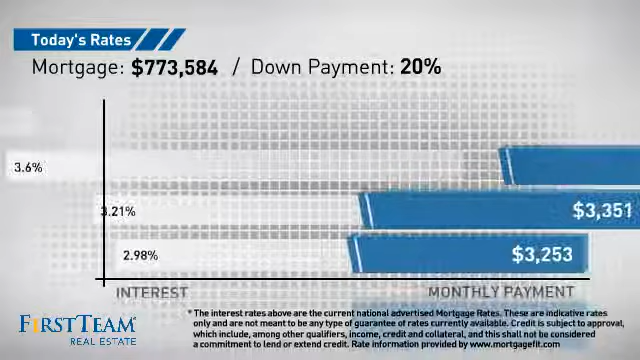 Today's Rates
Mortgage: $773,584 / Down Payment: 20%
3.6%
3.21% $3,351
2.98% $3,253
INTEREST MONTHLY PAYMENT
* The interest rates above are the current national advertised Mortgage Rates. These are indicative rates
only and are not meant to be any type of guarantee of rates currently available. Credit is subject to approval,
which include, among other qualifiers, income, credit and collateral, and this shall not be considered
a commitment to lend or extend credit. Rate information provided by www.mortgagefit.com
FIRSTTEAM®
REAL ESTATE